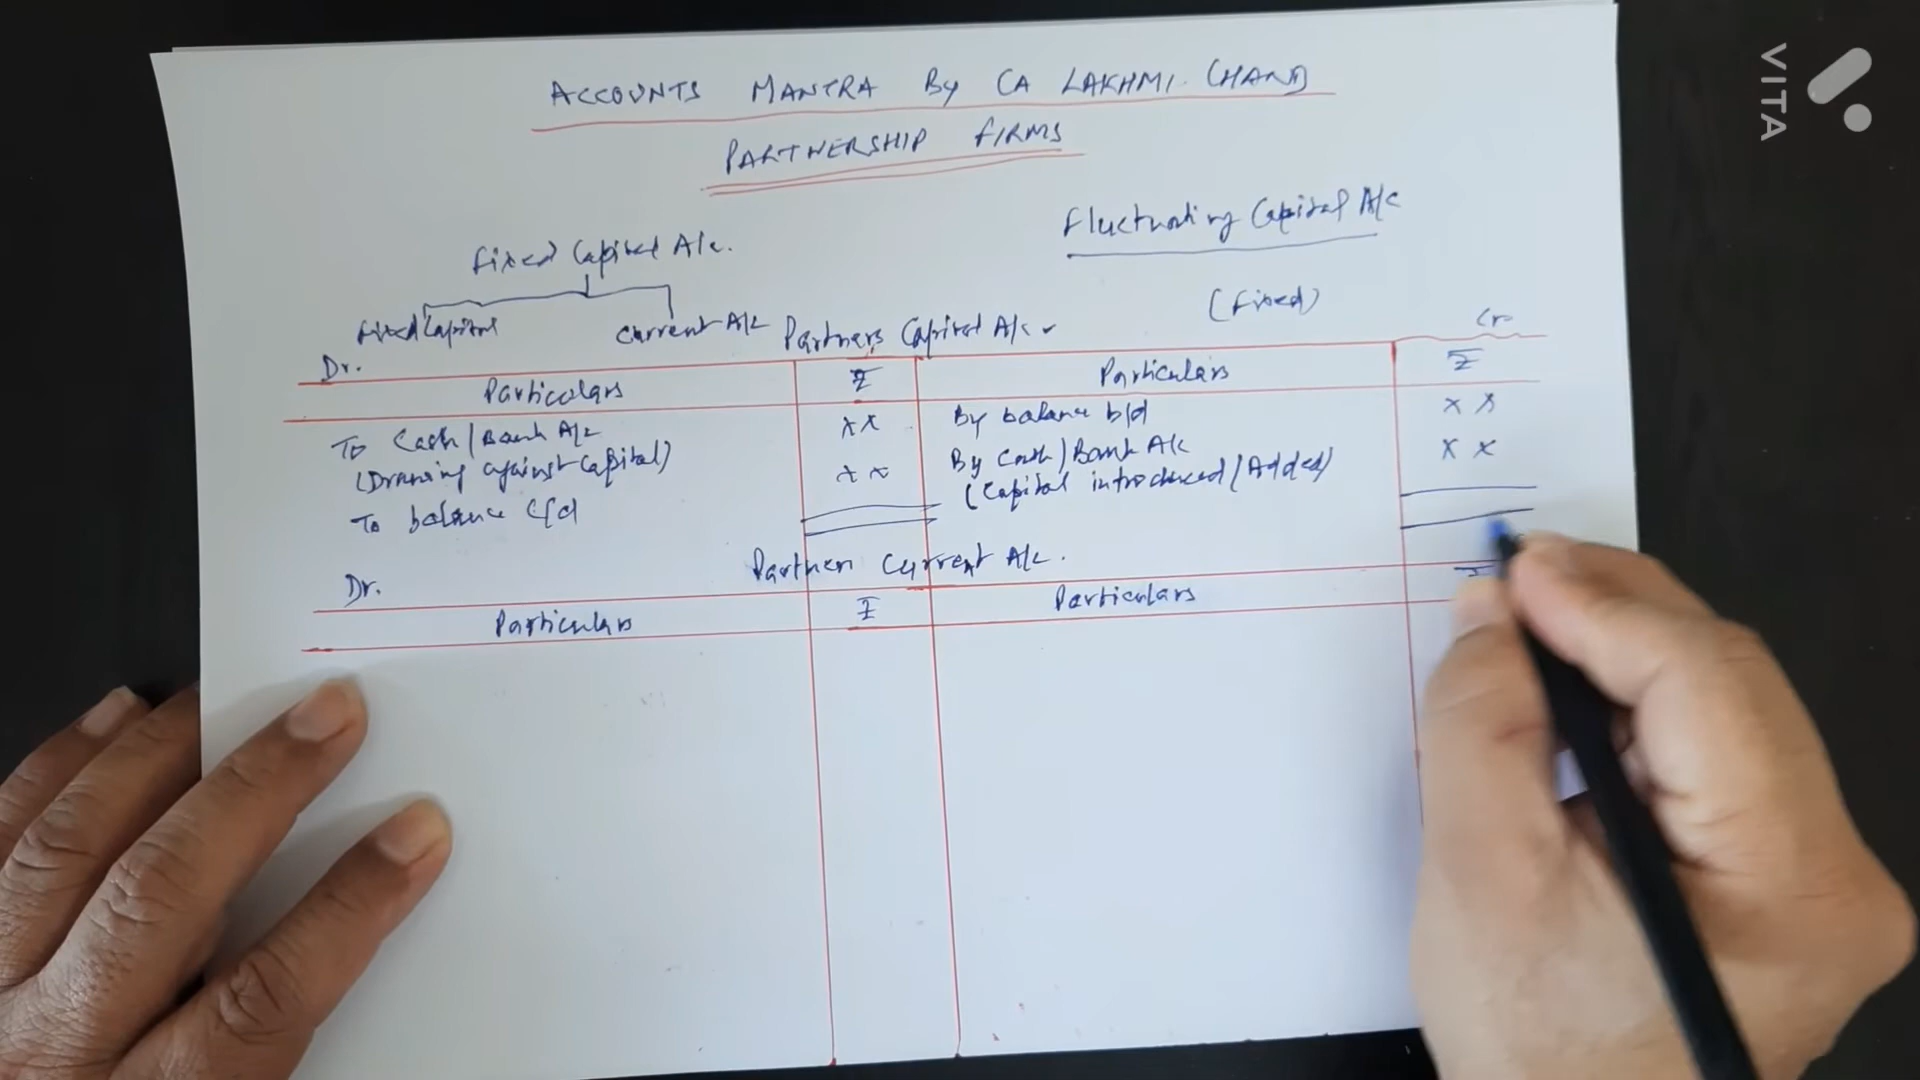 ACCOUNTS MANTRA By CA LAKHMI CHAND
PARTNERSHIP FIRMS
Fluctuating Capital A/c
Fixed Capital A/c.
Fixed Capital
Current A/c
Partners Capital A/c
(Fixed)
Dr.
Cr
Particulars ₹ Particulars ₹
To Cash/Bank A/c xx By balance b/d xx
(Drawing against Capital) xx By Cash/Bank A/c xx
To balance c/d (Capital introduced/Added)
Dr. Partner Current A/c.
Particulars ₹ Particulars
VITA